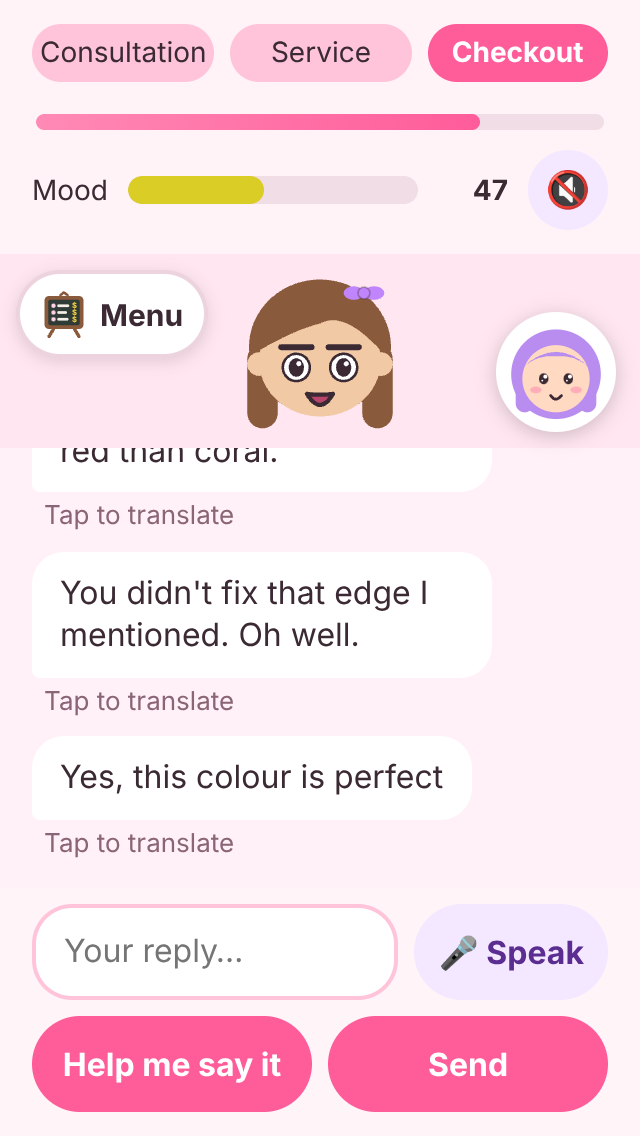 Consultation
Service
Checkout
Mood
47
Menu
red than coral.
Tap to translate
You didn't fix that edge I
mentioned. Oh well.
Tap to translate
Yes, this colour is perfect
Tap to translate
Your reply...
Speak
Help me say it
Send